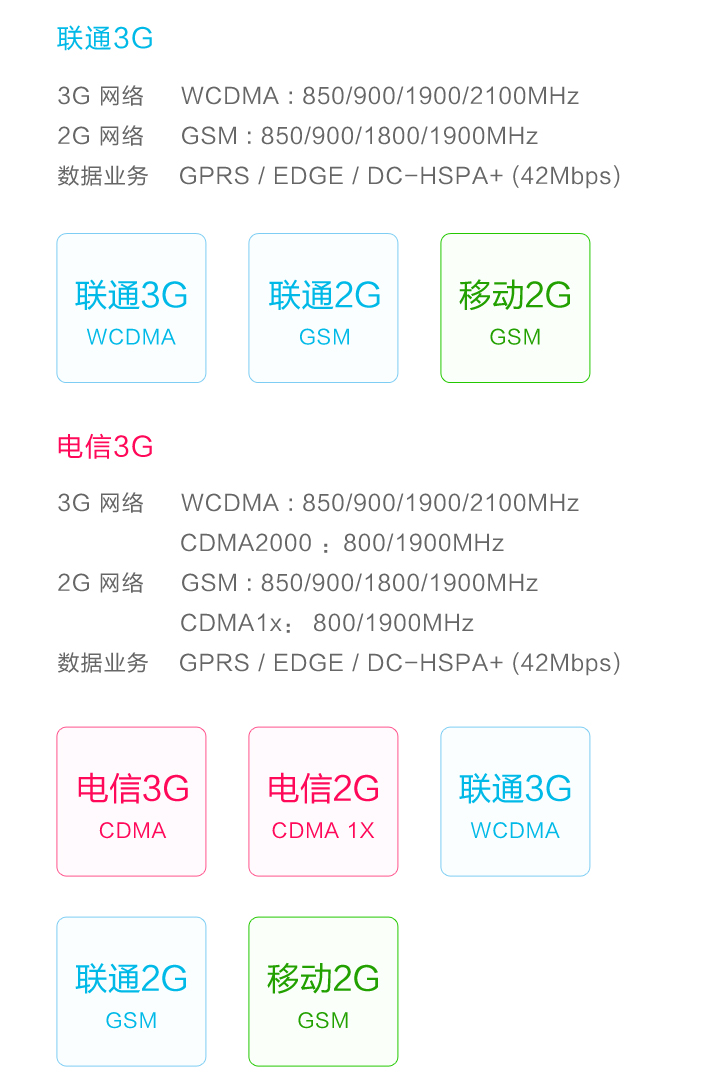 联通3G
3G 网络 WCDMA : 850/900/1900/2100MHz
2G 网络 GSM : 850/900/1800/1900MHz
数据业务 GPRS / EDGE / DC-HSPA+ (42Mbps)
联通3G 联通2G 移动2G
WCDMA GSM GSM
电信3G
3G 网络 WCDMA : 850/900/1900/2100MHz
CDMA2000 ： 800/1900MHz
2G 网络 GSM : 850/900/1800/1900MHz
CDMA1x： 800/1900MHz
数据业务 GPRS / EDGE / DC-HSPA+ (42Mbps)
电信3G 电信2G 联通3G
CDMA CDMA 1X WCDMA
联通2G 移动2G
GSM GSM